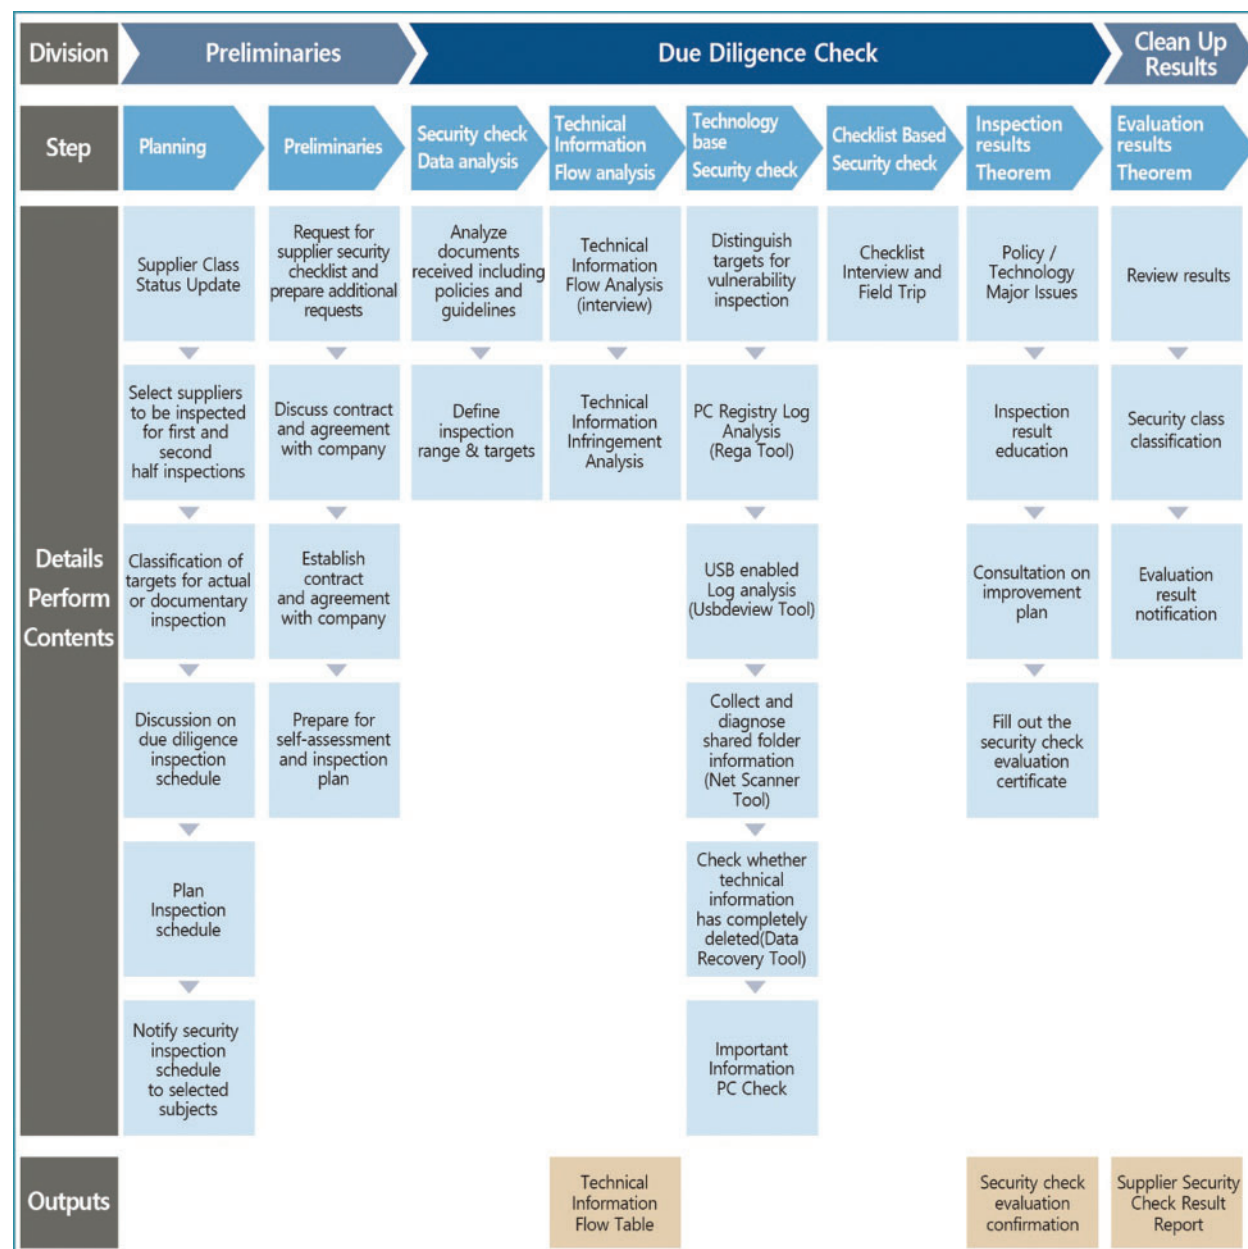 Division
Preliminaries
Due Diligence Check
Clean Up
Results
Step
Planning
Preliminaries
Security check
Data analysis
Technical
Information
Flow analysis
Technology
base
Security check
Checklist Based
Security check
Inspection
results
Theorem
Evaluation
results
Theorem
Details
Perform
Contents
Supplier Class
Status Update
Select suppliers
to be inspected
for first and
second
half inspections
Classification of
targets for actual
or documentary
inspection
Discussion on
due diligence
inspection
schedule
Plan
Inspection
schedule
Notify security
inspection
schedule
to selected
subjects
Request for
supplier security
checklist and
prepare additional
requests
Discuss contract
and agreement
with company
Establish
contract
and agreement
with company
Prepare for
self-assessment
and inspection
plan
Analyze
documents
received including
policies and
guidelines
Define
inspection
range & targets
Technical
Information
Flow Analysis
(interview)
Technical
Information
Infringement
Analysis
Distinguish
targets for
vulnerability
inspection
PC Registry Log
Analysis
(Rega Tool)
USB enabled
Log analysis
(Usbdeview Tool)
Collect and
diagnose
shared folder
information
(Net Scanner
Tool)
Check whether
technical
information
has completely
deleted(Data
Recovery Tool)
Important
Information
PC Check
Checklist
Interview and
Field Trip
Policy /
Technology
Major Issues
Inspection
result
education
Consultation on
improvement
plan
Fill out the
security check
evaluation
certificate
Review results
Security class
classification
Evaluation
result
notification
Outputs
Technical
Information
Flow Table
Security check
evaluation
confirmation
Supplier Security
Check Result
Report